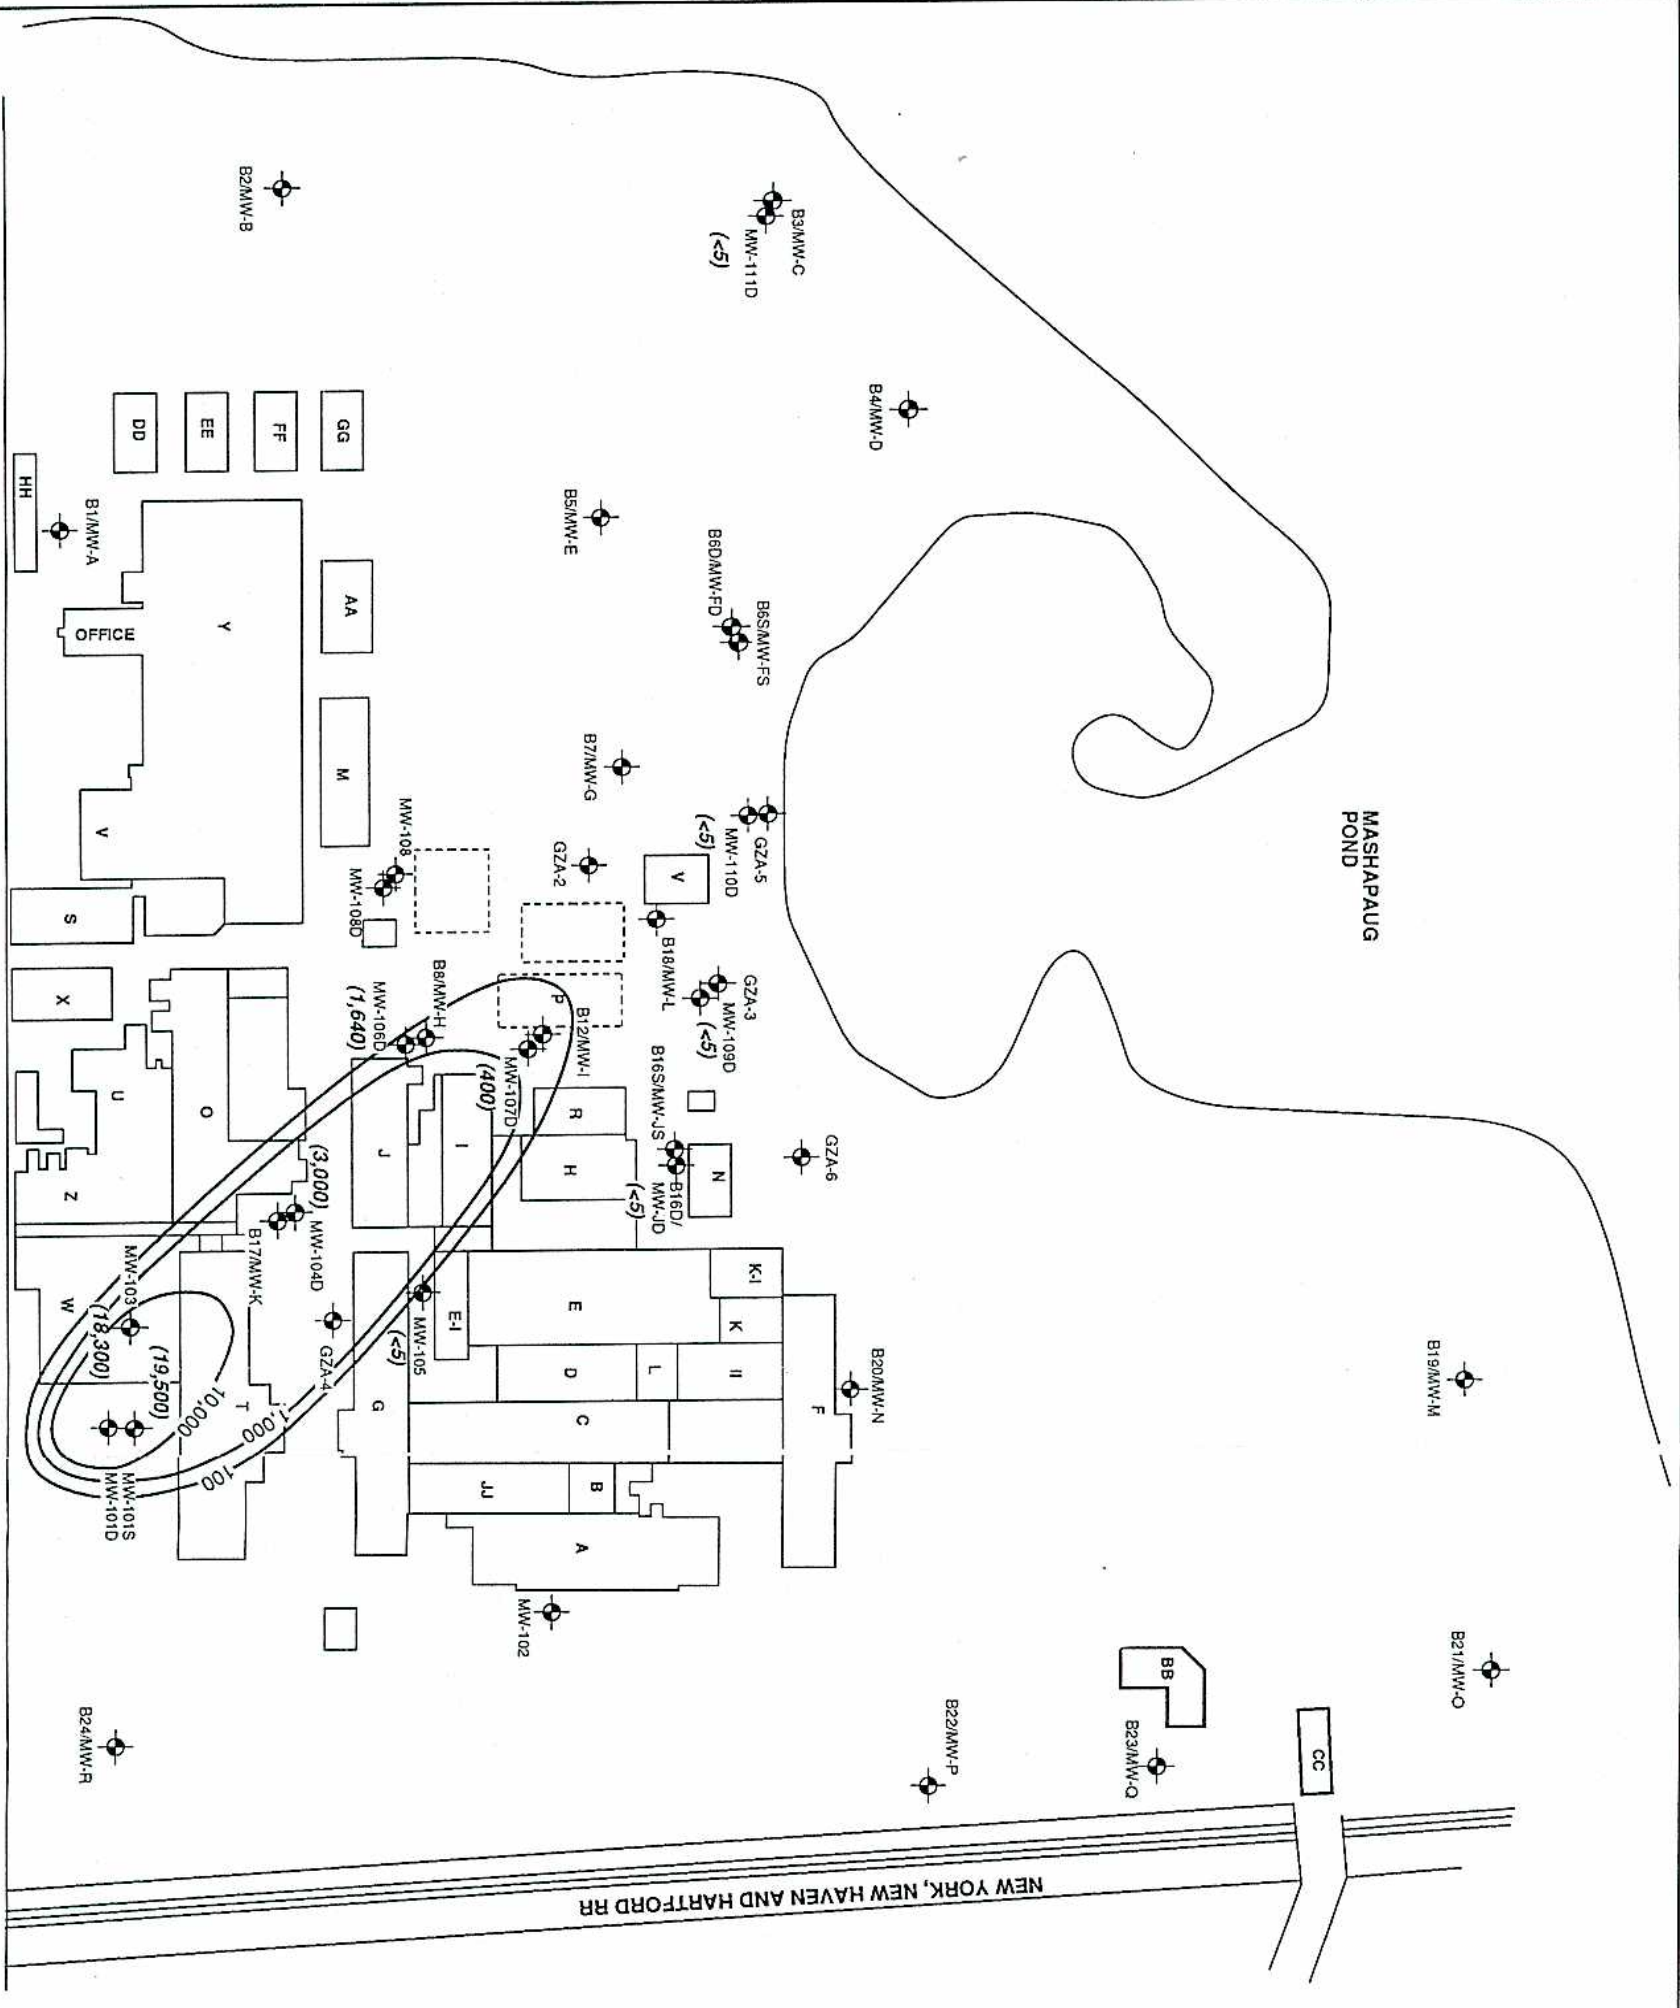 MASHAPAUG
POND
B2/MW-B
B3/MW-C
MW-111D
(<5)
B4/MW-D
DD
EE
FF
GG
HH
B1/MW-A
B5/MW-E
B6D/MW-FD
B6S/MW-FS
Y
OFFICE
AA
M
V
S
X
B7/MW-G
GZA-2
GZA-5
MW-110D
(<5)
V
MW-108
MW-108D
B18/MW-L
GZA-3
MW-109D
(<5)
P
B12/MW-I
MW-107D
(400)
B8/MW-H
MW-106D
(1,640)
B16S/MW-JS
B16D/
MW-JD
(<5)
N
GZA-6
R
H
I
J
O
U
Z
W
(3,000)
MW-104D
B17/MW-K
MW-103
(18,300)
(19,500)
10,000
1,000
100
T
GZA-4
MW-105
(<5)
G
E-I
E
K-I
K
D
L
II
C
F
JJ
B
A
MW-101S
MW-101D
MW-102
B20/MW-N
B19/MW-M
B21/MW-O
BB
CC
B23/MW-Q
B22/MW-P
B24/MW-R
NEW YORK, NEW HAVEN AND HARTFORD RR